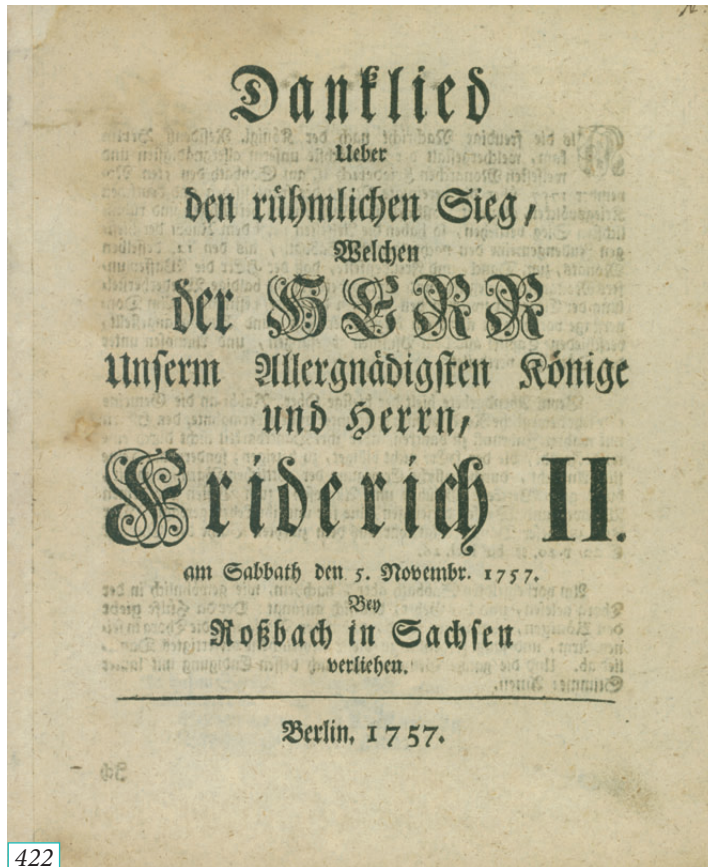 Danklied
Ueber
den rühmlichen Sieg,
Welchen
der HERR
Unserm Allergnädigsten Könige
und Herrn,
Friderich II.
am Sabbath den 5. Novembr. 1757.
Bey
Roßbach in Sachsen
verliehen.
Berlin, 1757.
422